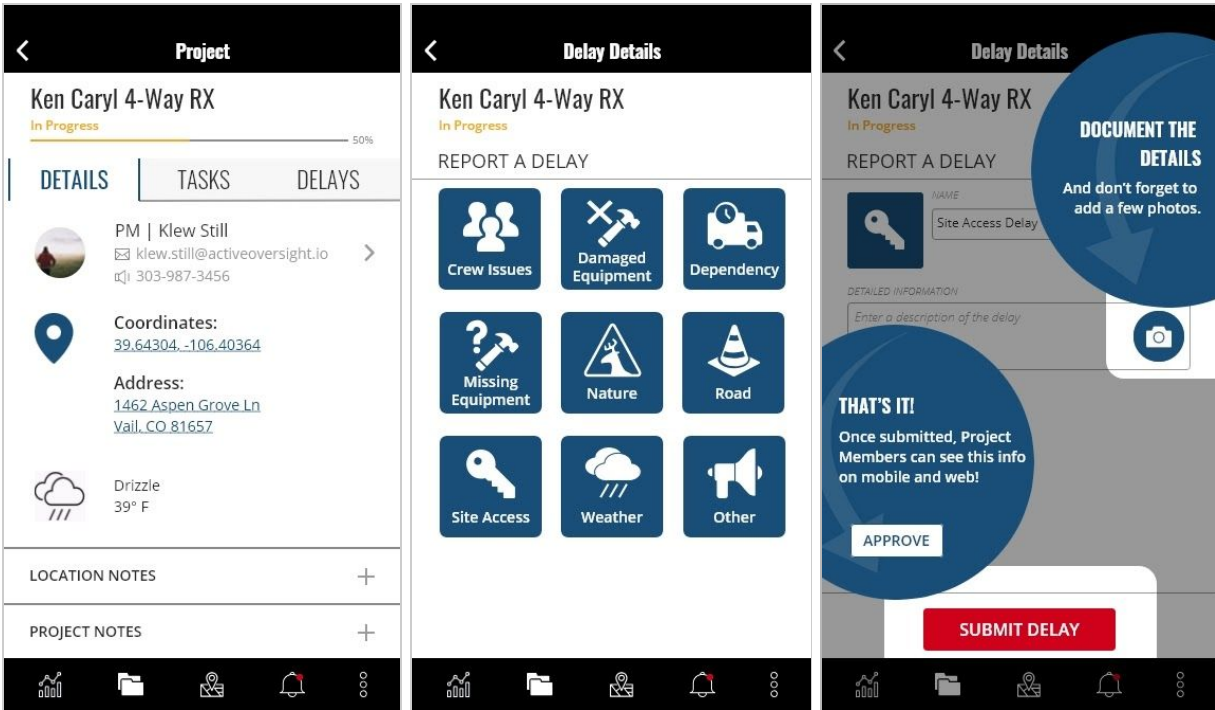 Project
Ken Caryl 4-Way RX
In Progress
50%
DETAILS
TASKS
DELAYS
PM | Klew Still
klew.still@activeoversight.io
303-987-3456
Coordinates:
39.64304, -106.40364
Address:
1462 Aspen Grove Ln
Vail, CO 81657
Drizzle
39° F
LOCATION NOTES
PROJECT NOTES
Delay Details
Ken Caryl 4-Way RX
In Progress
REPORT A DELAY
Crew Issues
Damaged
Equipment
Dependency
Missing
Equipment
Nature
Road
Site Access
Weather
Other
Delay Details
Ken Caryl 4-Way RX
In Progress
REPORT A DELAY
NAME
Site Access Delay
DETAILED INFORMATION
Enter a description of the delay
DOCUMENT THE
DETAILS
And don't forget to
add a few photos.
THAT'S IT!
Once submitted, Project
Members can see this info
on mobile and web!
APPROVE
SUBMIT DELAY